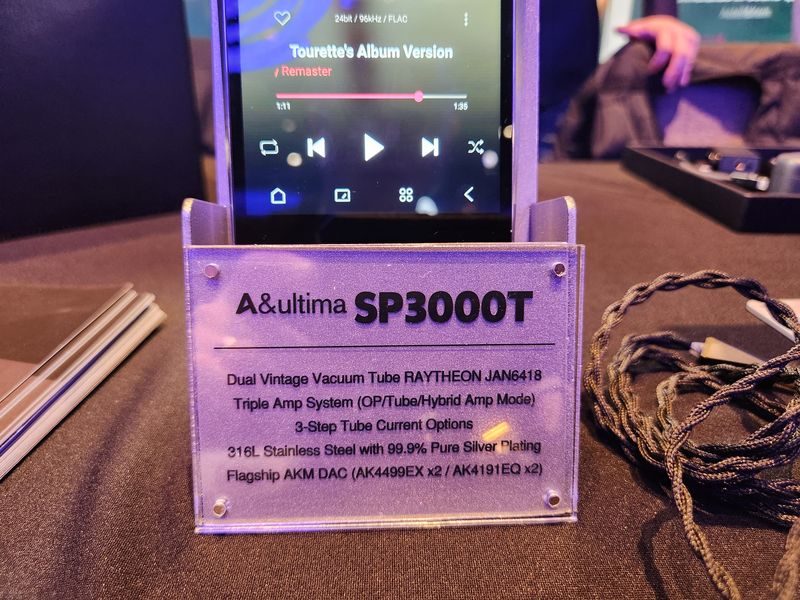 24bit / 96kHz / FLAC
Tourette's Album Version
/ Remaster
1:11 1:35
A&ultima SP3000T
Dual Vintage Vacuum Tube RAYTHEON JAN6418
Triple Amp System (OP/Tube/Hybrid Amp Mode)
3-Step Tube Current Options
316L Stainless Steel with 99.9% Pure Silver Plating
Flagship AKM DAC (AK4499EX x2 / AK4191EQ x2)